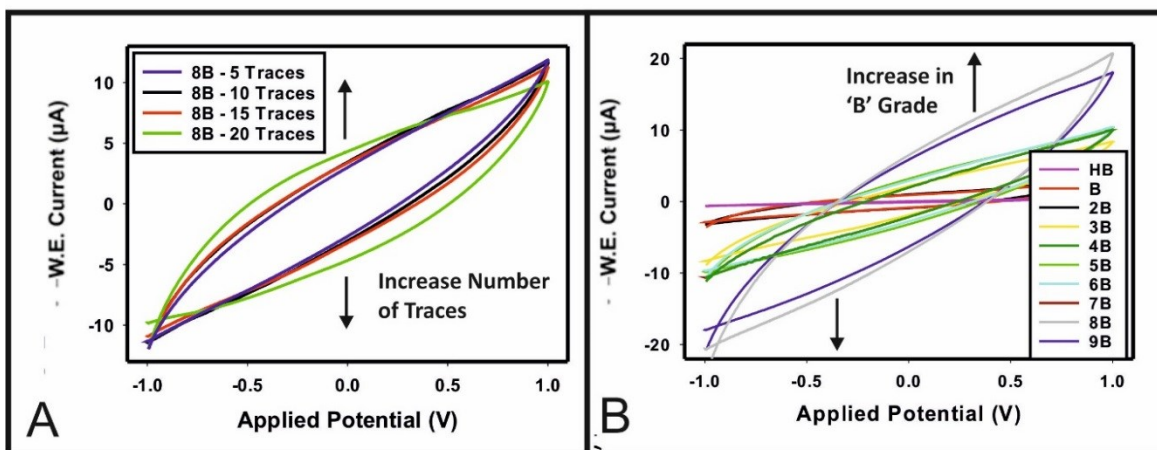 8B - 5 Traces
8B - 10 Traces
8B - 15 Traces
8B - 20 Traces
Increase Number
of Traces
W.E. Current (µA)
10
5
0
-5
-10
-1.0 -0.5 0.0 0.5 1.0
Applied Potential (V)
A
Increase in
‘B’ Grade
HB
B
2B
3B
4B
5B
6B
7B
8B
9B
W.E. Current (µA)
20
10
0
-10
-20
-1.0 -0.5 0.0 0.5 1.0
Applied Potential (V)
B